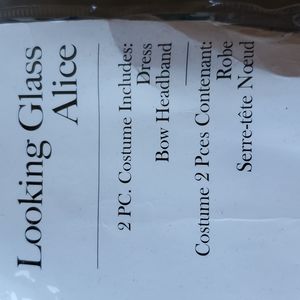 Looking Glass
Alice
2 PC. Costume Includes:
Dress
Bow Headband
Costume 2 Pces Contenant:
Robe
Serre-tête Noeud